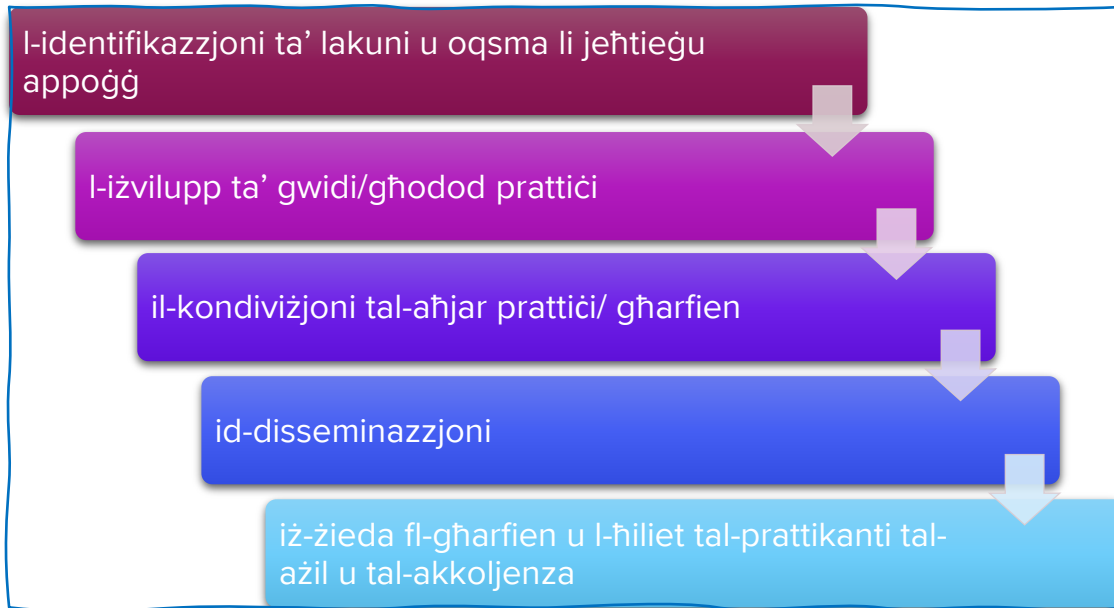 l-identifikazzjoni ta’ lakuni u oqsma li jeħtieġu
appoġġ
l-iżvilupp ta’ gwidi/għodod prattiċi
il-kondiviżjoni tal-aħjar prattiċi/ għarfien
id-disseminazzjoni
iż-żieda fl-għarfien u l-ħiliet tal-prattikanti tal-
ażil u tal-akkoljenza